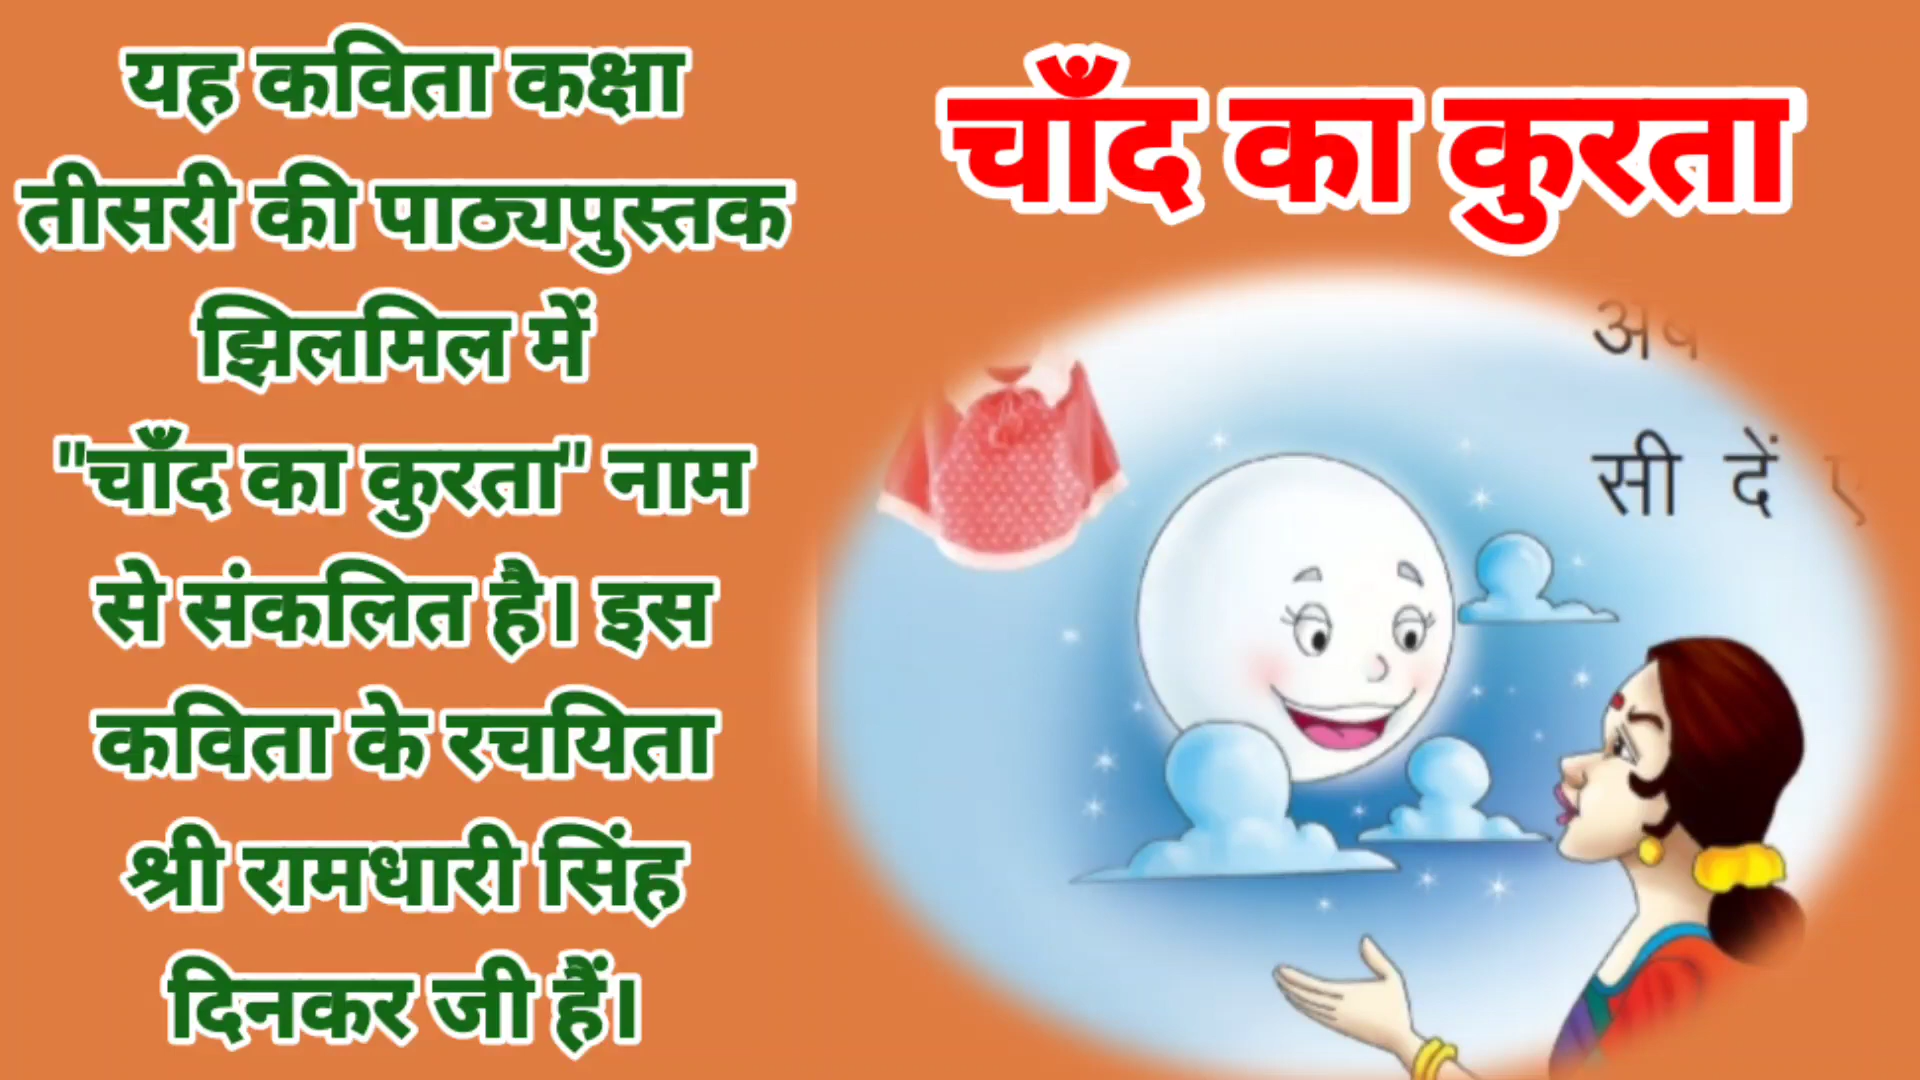 यह कविता कक्षा
तीसरी की पाठ्यपुस्तक
झिलमिल में
"चाँद का कुरता" नाम
से संकलित है। इस
कविता के रचयिता
श्री रामधारी सिंह
दिनकर जी हैं।
चाँद का कुरता
सी दें